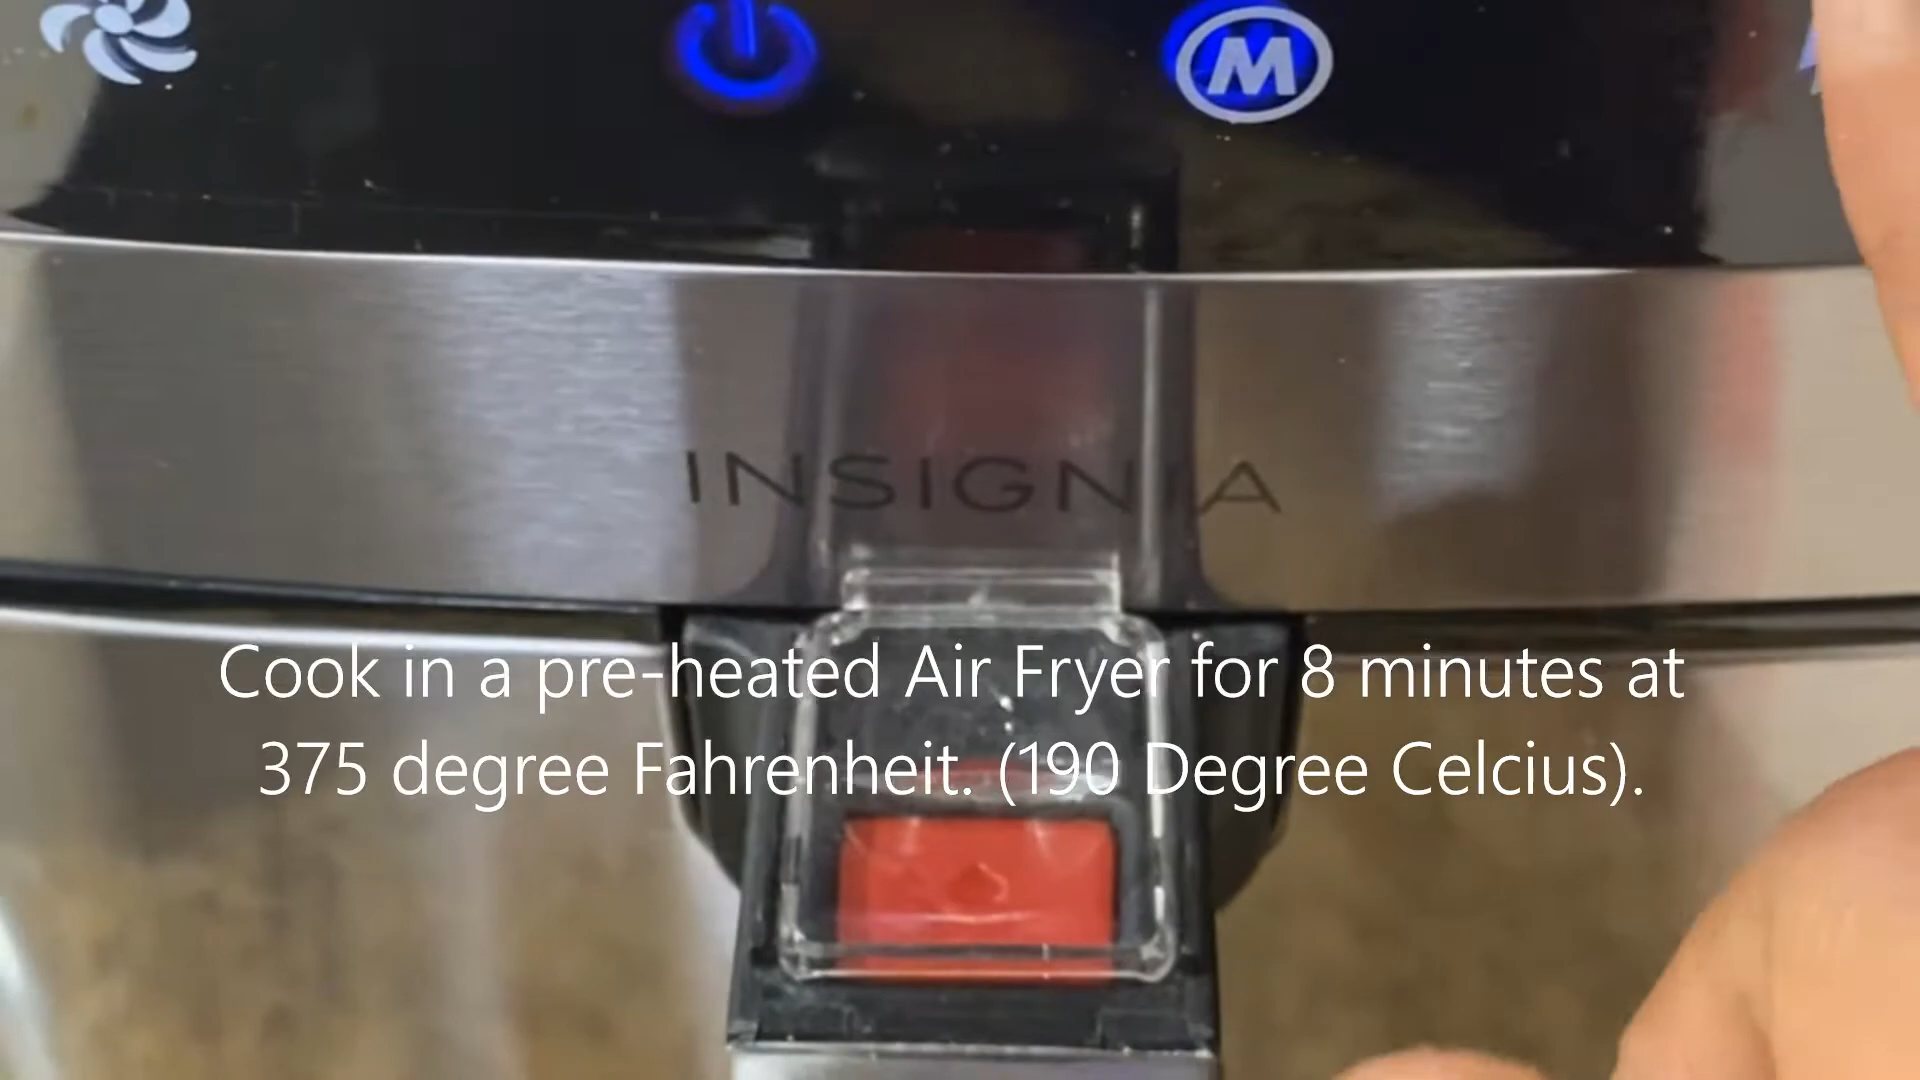 M
INSIGNIA
Cook in a pre-heated Air Fryer for 8 minutes at
375 degree Fahrenheit. (190 Degree Celcius).